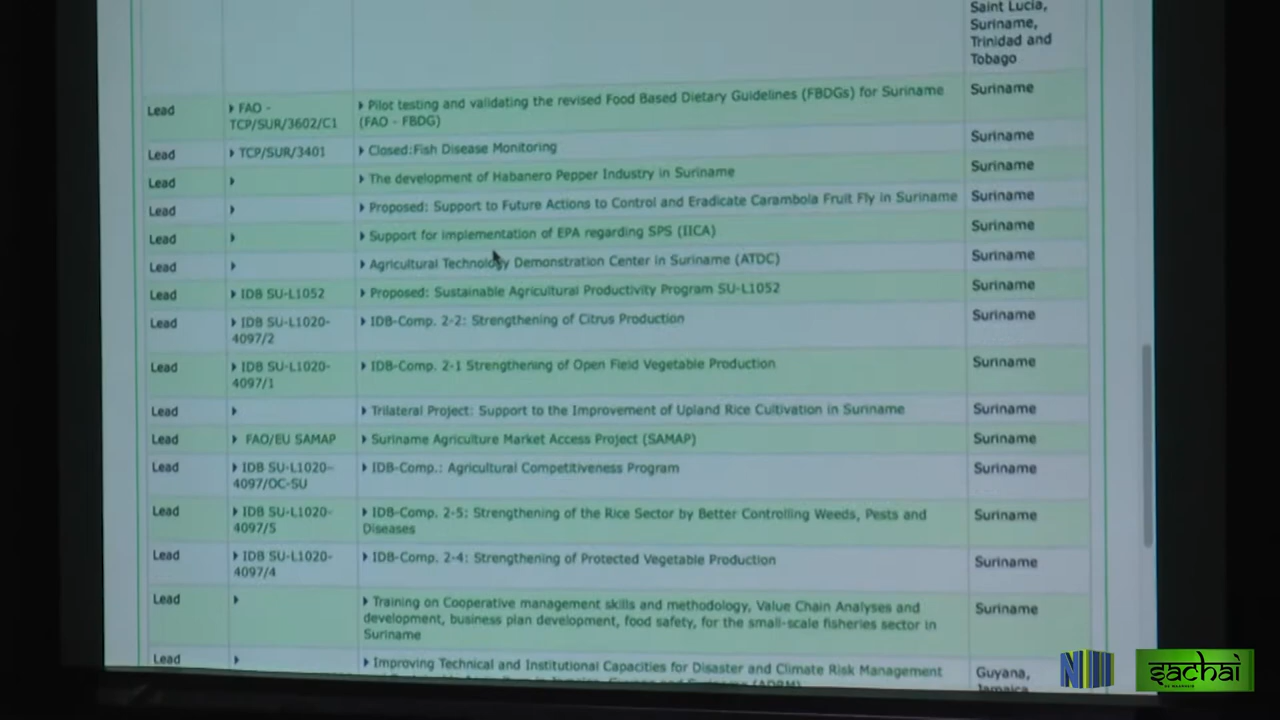 Saint Lucia,
Suriname,
Trinidad and
Tobago
Lead
FAO -
TCP/SUR/3602/C1
Pilot testing and validating the revised Food Based Dietary Guidelines (FBDGs) for Suriname
(FAO - FBDG)
Suriname
Lead
TCP/SUR/3401
Closed:Fish Disease Monitoring
Suriname
Lead
The development of Habanero Pepper Industry in Suriname
Suriname
Lead
Proposed: Support to Future Actions to Control and Eradicate Carambola Fruit Fly in Suriname
Suriname
Lead
Support for implementation of EPA regarding SPS (IICA)
Suriname
Lead
Agricultural Technology Demonstration Center in Suriname (ATDC)
Suriname
Lead
IDB SU-L1052
Proposed: Sustainable Agricultural Productivity Program SU-L1052
Suriname
Lead
IDB SU-L1020-
4097/2
IDB-Comp. 2-2: Strengthening of Citrus Production
Suriname
Lead
IDB SU-L1020-
4097/1
IDB-Comp. 2-1 Strengthening of Open Field Vegetable Production
Suriname
Lead
Trilateral Project: Support to the Improvement of Upland Rice Cultivation in Suriname
Suriname
Lead
FAO/EU SAMAP
Suriname Agriculture Market Access Project (SAMAP)
Suriname
Lead
IDB SU-L1020-
4097/OC-SU
IDB-Comp.: Agricultural Competitiveness Program
Suriname
Lead
IDB SU-L1020-
4097/5
IDB-Comp. 2-5: Strengthening of the Rice Sector by Better Controlling Weeds, Pests and
Diseases
Suriname
Lead
IDB SU-L1020-
4097/4
IDB-Comp. 2-4: Strengthening of Protected Vegetable Production
Suriname
Lead
Training on Cooperative management skills and methodology, Value Chain Analyses and
development, business plan development, food safety, for the small-scale fisheries sector in
Suriname
Suriname
Lead
Improving Technical and Institutional Capacities for Disaster and Climate Risk Management
Guyana,
Jamaica
sachai